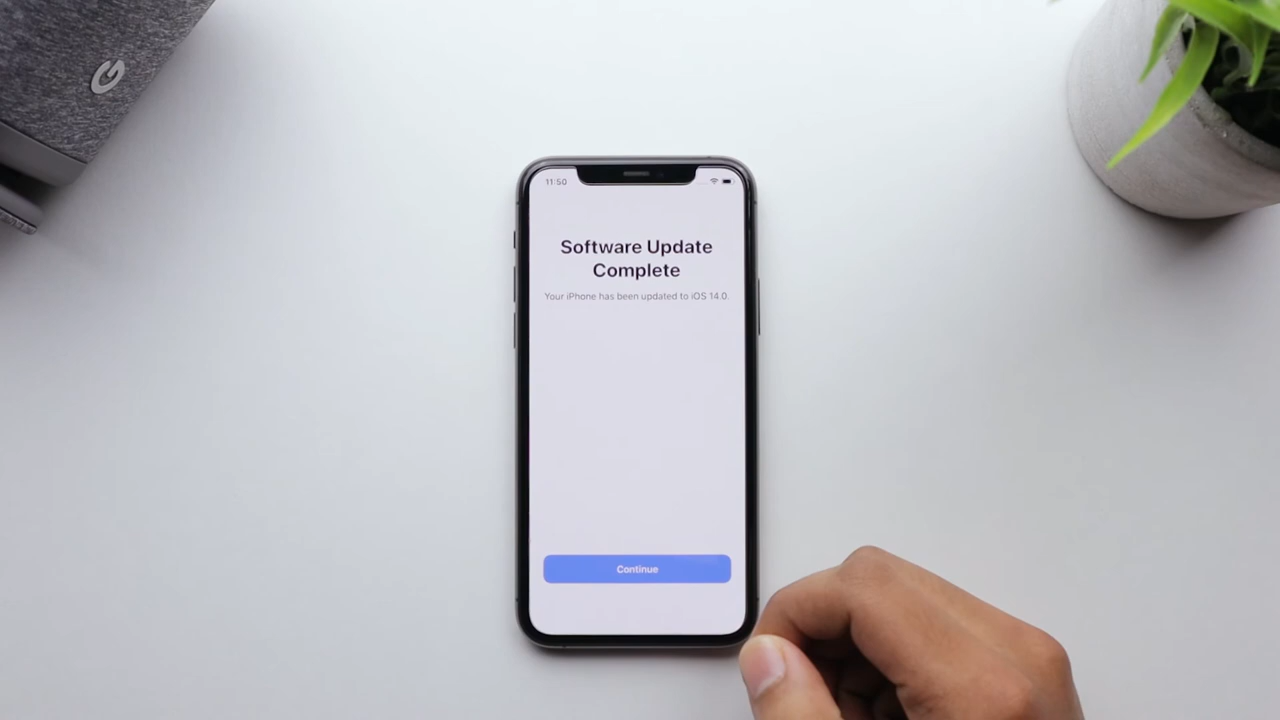 G
11:50
Software Update
Complete
Your iPhone has been updated to iOS 14.0.
Continue